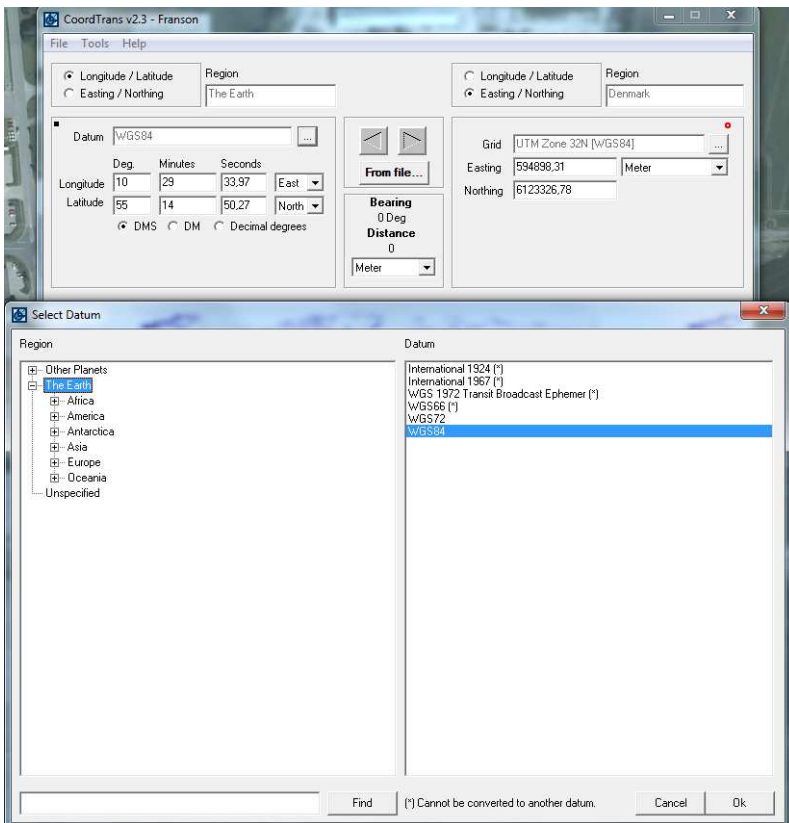 CoordTrans v2.3 - Franson
File Tools Help
Longitude / Latitude
Easting / Northing
Region
The Earth
Longitude / Latitude
Easting / Northing
Region
Denmark
Datum WGS84 ...
Deg. Minutes Seconds
Longitude 10 29 33,97 East
Latitude 55 14 50,27 North
DMS DM Decimal degrees
From file...
Bearing
0 Deg
Distance
0
Meter
Grid UTM Zone 32N [WGS84] ...
Easting 594898,31 Meter
Northing 6123326,78
Select Datum
Region
Other Planets
The Earth
Africa
America
Antarctica
Asia
Europe
Oceania
Unspecified
Datum
International 1924 (*)
International 1967 (*)
WGS 1972 Transit Broadcast Ephemer (*)
WGS66 (*)
WGS72
WGS84
Find (*) Cannot be converted to another datum. Cancel Ok